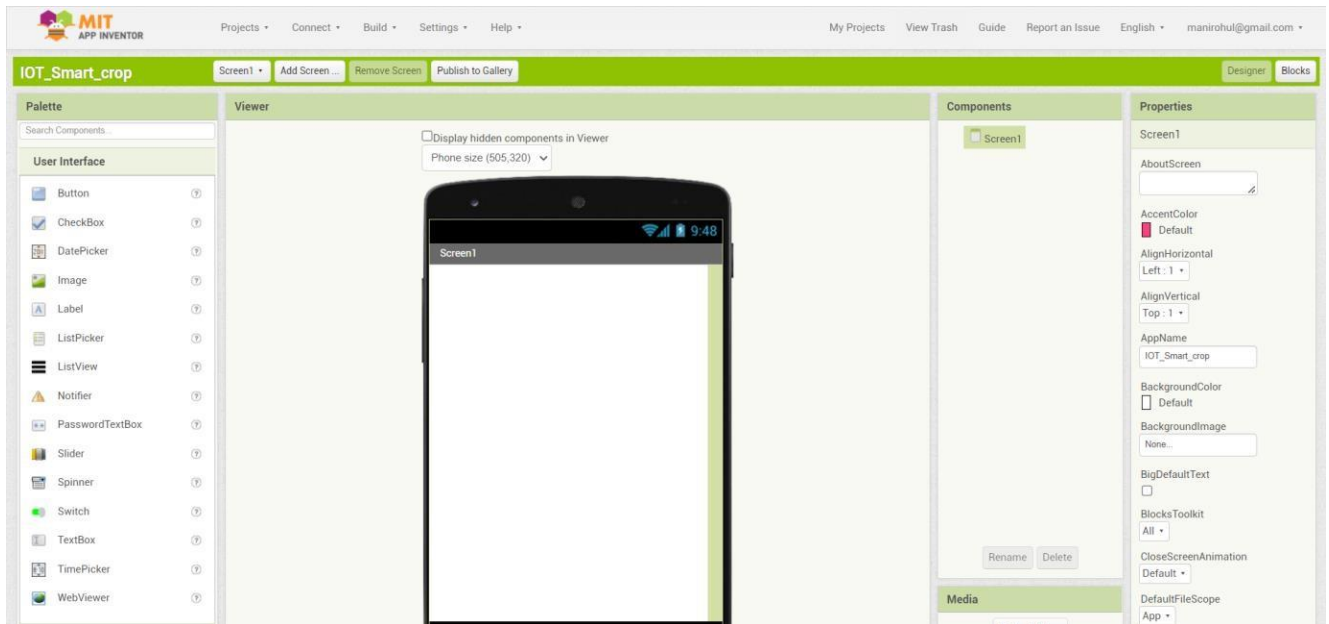 MIT
APP INVENTOR
Projects Connect Build Settings Help My Projects View Trash Guide Report an Issue English manirohul@gmail.com
IOT_Smart_crop Screen1 Add Screen ... Remove Screen Publish to Gallery Designer Blocks
Palette
Search Components...
User Interface
Button
CheckBox
DatePicker
Image
Label
ListPicker
ListView
Notifier
PasswordTextBox
Slider
Spinner
Switch
TextBox
TimePicker
WebViewer
Viewer
Display hidden components in Viewer
Phone size (505,320)
9:48
Screen1
Components
Screen1
Rename Delete
Media
Properties
Screen1
AboutScreen
AccentColor
Default
AlignHorizontal
Left : 1
AlignVertical
Top : 1
AppName
IOT_Smart_crop
BackgroundColor
Default
BackgroundImage
None...
BigDefaultText
BlocksToolkit
All
CloseScreenAnimation
Default
DefaultFileScope
App